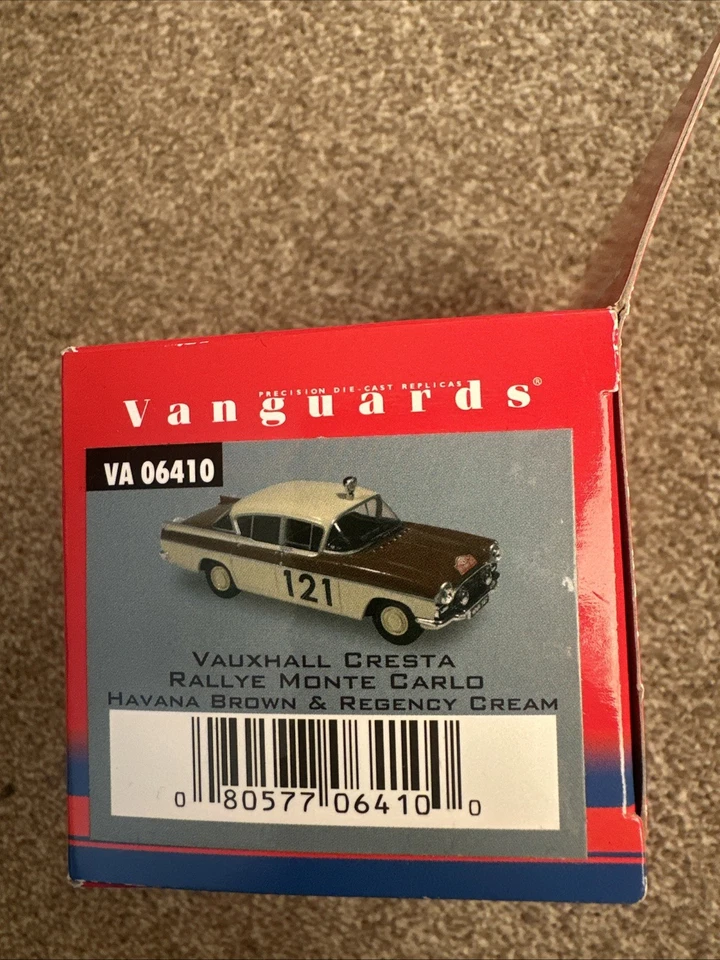 PRECISION DIE-CAST REPLICAS
Vanguards®
VA 06410
121
VAUXHALL CRESTA
RALLYE MONTE CARLO
HAVANA BROWN & REGENCY CREAM
0 80577 06410 0